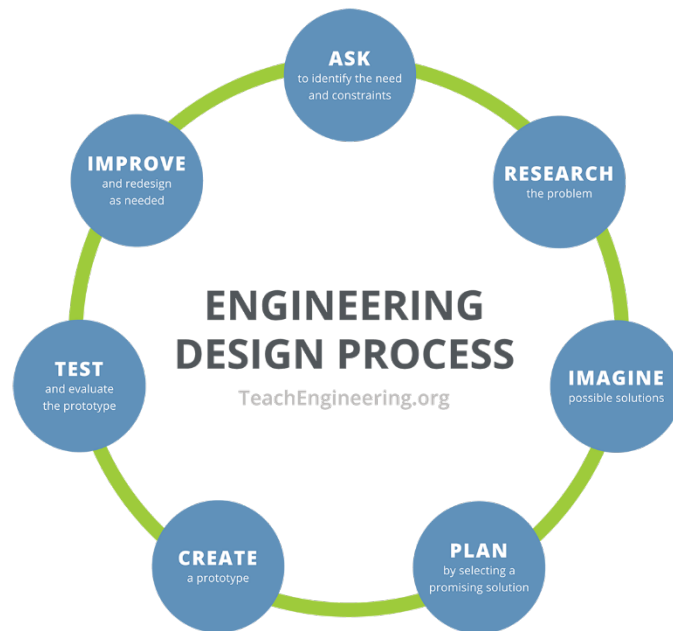 ASK
to identify the need
and constraints
RESEARCH
the problem
IMAGINE
possible solutions
PLAN
by selecting a
promising solution
CREATE
a prototype
TEST
and evaluate
the prototype
IMPROVE
and redesign
as needed
ENGINEERING
DESIGN PROCESS
TeachEngineering.org